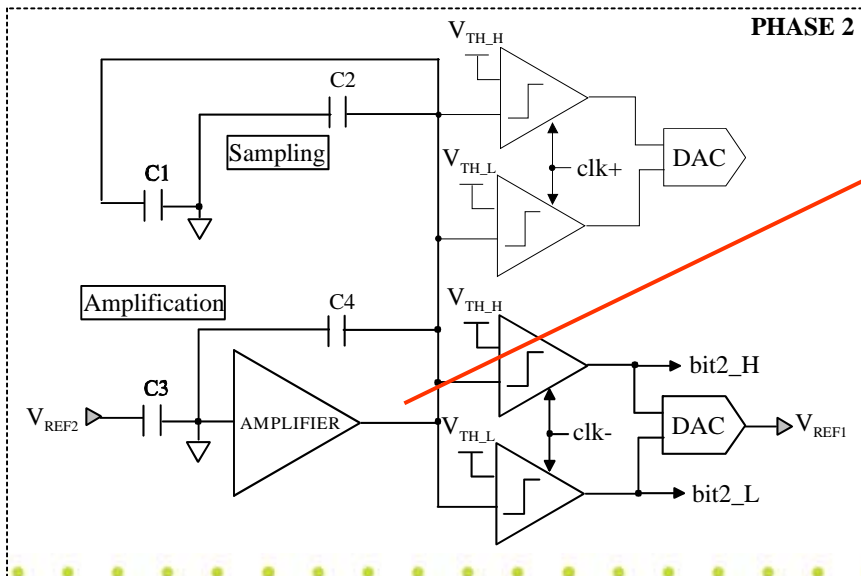 PHASE 2
V_TH_H
C2
Sampling
V_TH_L
clk+
DAC
C1
Amplification
C4
V_TH_H
bit2_H
C3
V_REF2
AMPLIFIER
V_TH_L
clk-
DAC
V_REF1
bit2_L